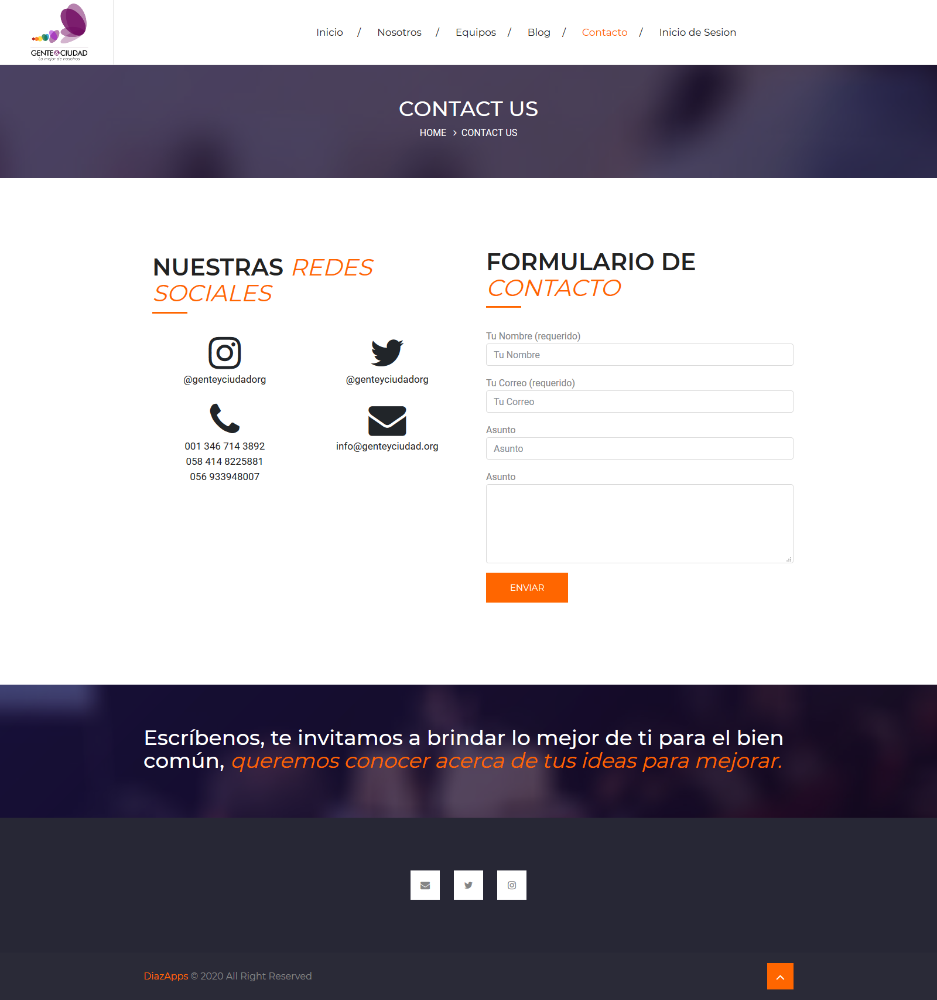 GENTE&CIUDAD
Lo mejor de nosotros
Inicio / Nosotros / Equipos / Blog / Contacto / Inicio de Sesion
CONTACT US
HOME > CONTACT US
NUESTRAS REDES
SOCIALES
@genteyciudadorg
@genteyciudadorg
001 346 714 3892
058 414 8225881
056 933948007
info@genteyciudad.org
FORMULARIO DE
CONTACTO
Tu Nombre (requerido)
Tu Nombre
Tu Correo (requerido)
Tu Correo
Asunto
Asunto
Asunto
ENVIAR
Escríbenos, te invitamos a brindar lo mejor de ti para el bien
común, queremos conocer acerca de tus ideas para mejorar.
DiazApps © 2020 All Right Reserved